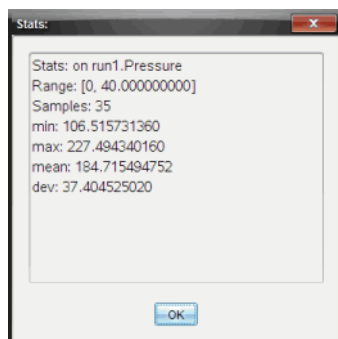 Stats:
Stats: on run1.Pressure
Range: [0, 40.000000000]
Samples: 35
min: 106.515731360
max: 227.494340160
mean: 184.715494752
dev: 37.404525020
OK